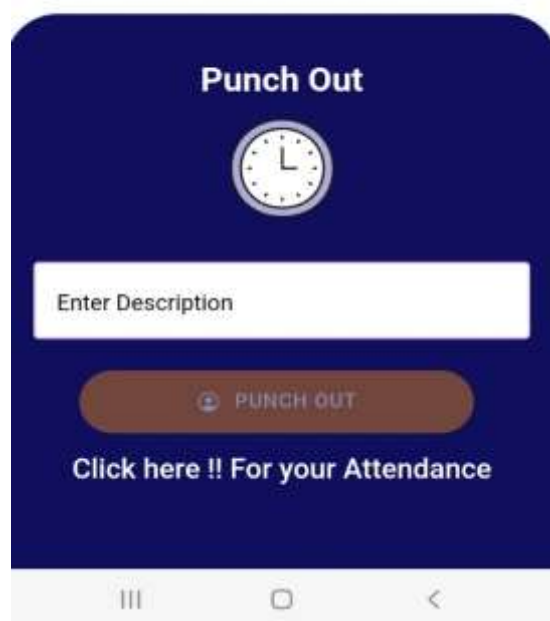 Punch Out
Enter Description
PUNCH OUT
Click here !! For your Attendance